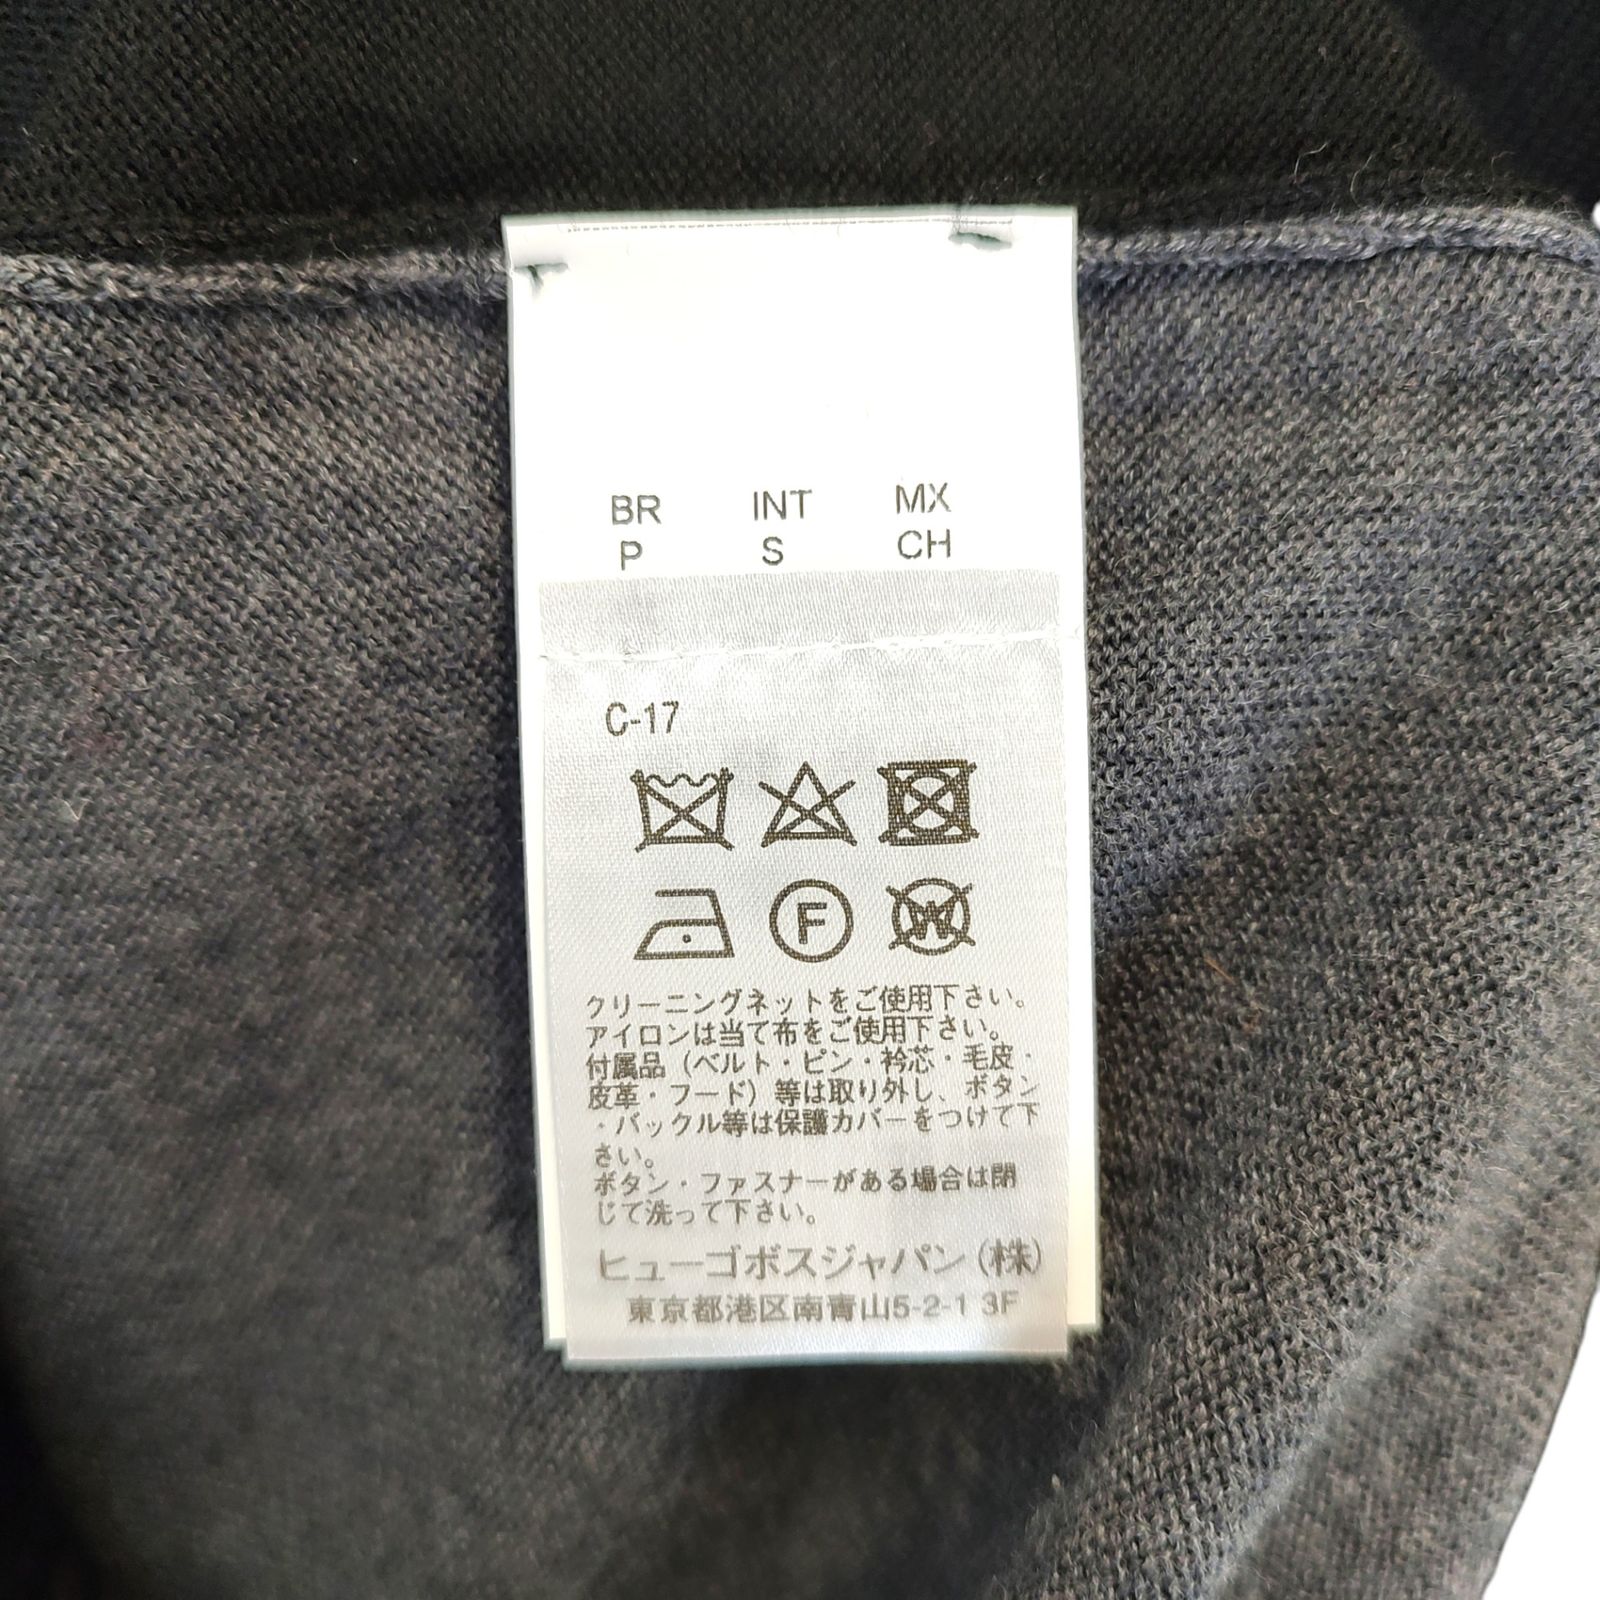 BR INT MX
P S CH
C-17
F W
クリーニングネットをご使用下さい。
アイロンは当て布をご使用下さい。
付属品（ベルト・ピン・衿芯・毛皮・
皮革・フード）等は取り外し、ボタン
・バックル等は保護カバーをつけて下
さい。
ボタン・ファスナーがある場合は閉
じて洗って下さい。
ヒューゴボスジャパン(株)
東京都港区南青山5-2-1 3F